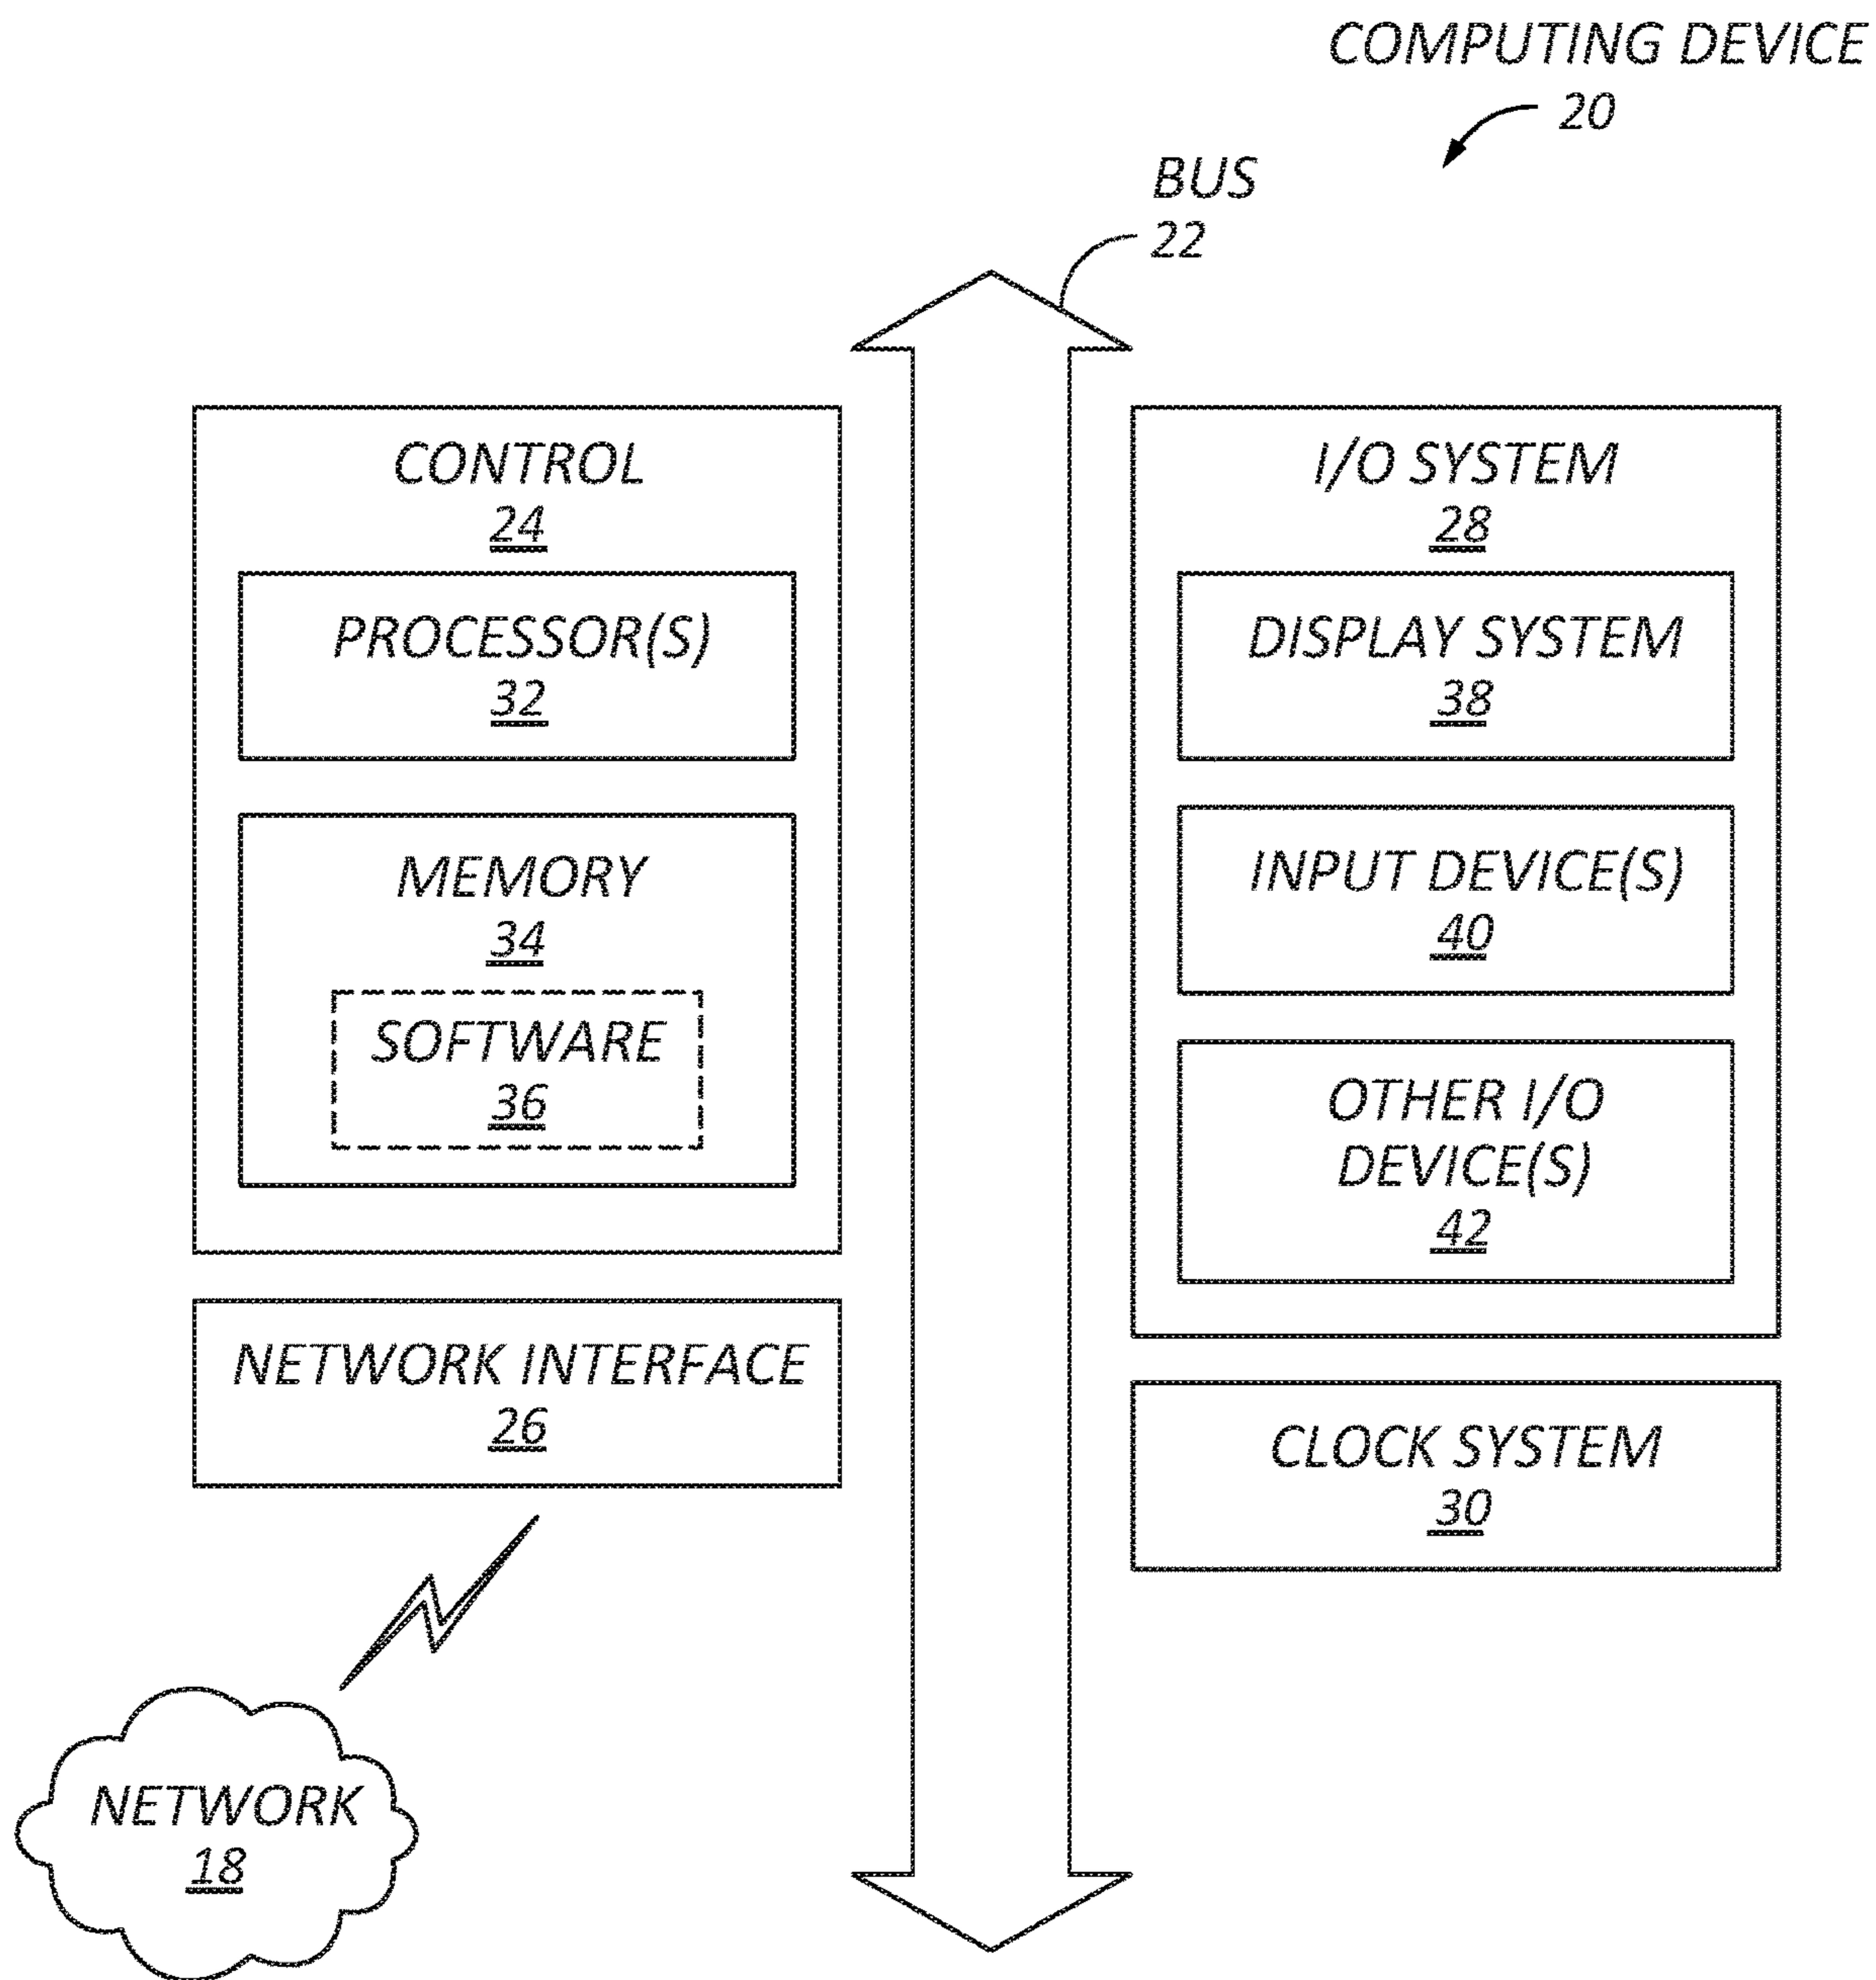 COMPUTING DEVICE
20
BUS
22
CONTROL
24
PROCESSOR(S)
32
MEMORY
34
SOFTWARE
36
NETWORK INTERFACE
26
NETWORK
18
I/O SYSTEM
28
DISPLAY SYSTEM
38
INPUT DEVICE(S)
40
OTHER I/O
DEVICE(S)
42
CLOCK SYSTEM
30